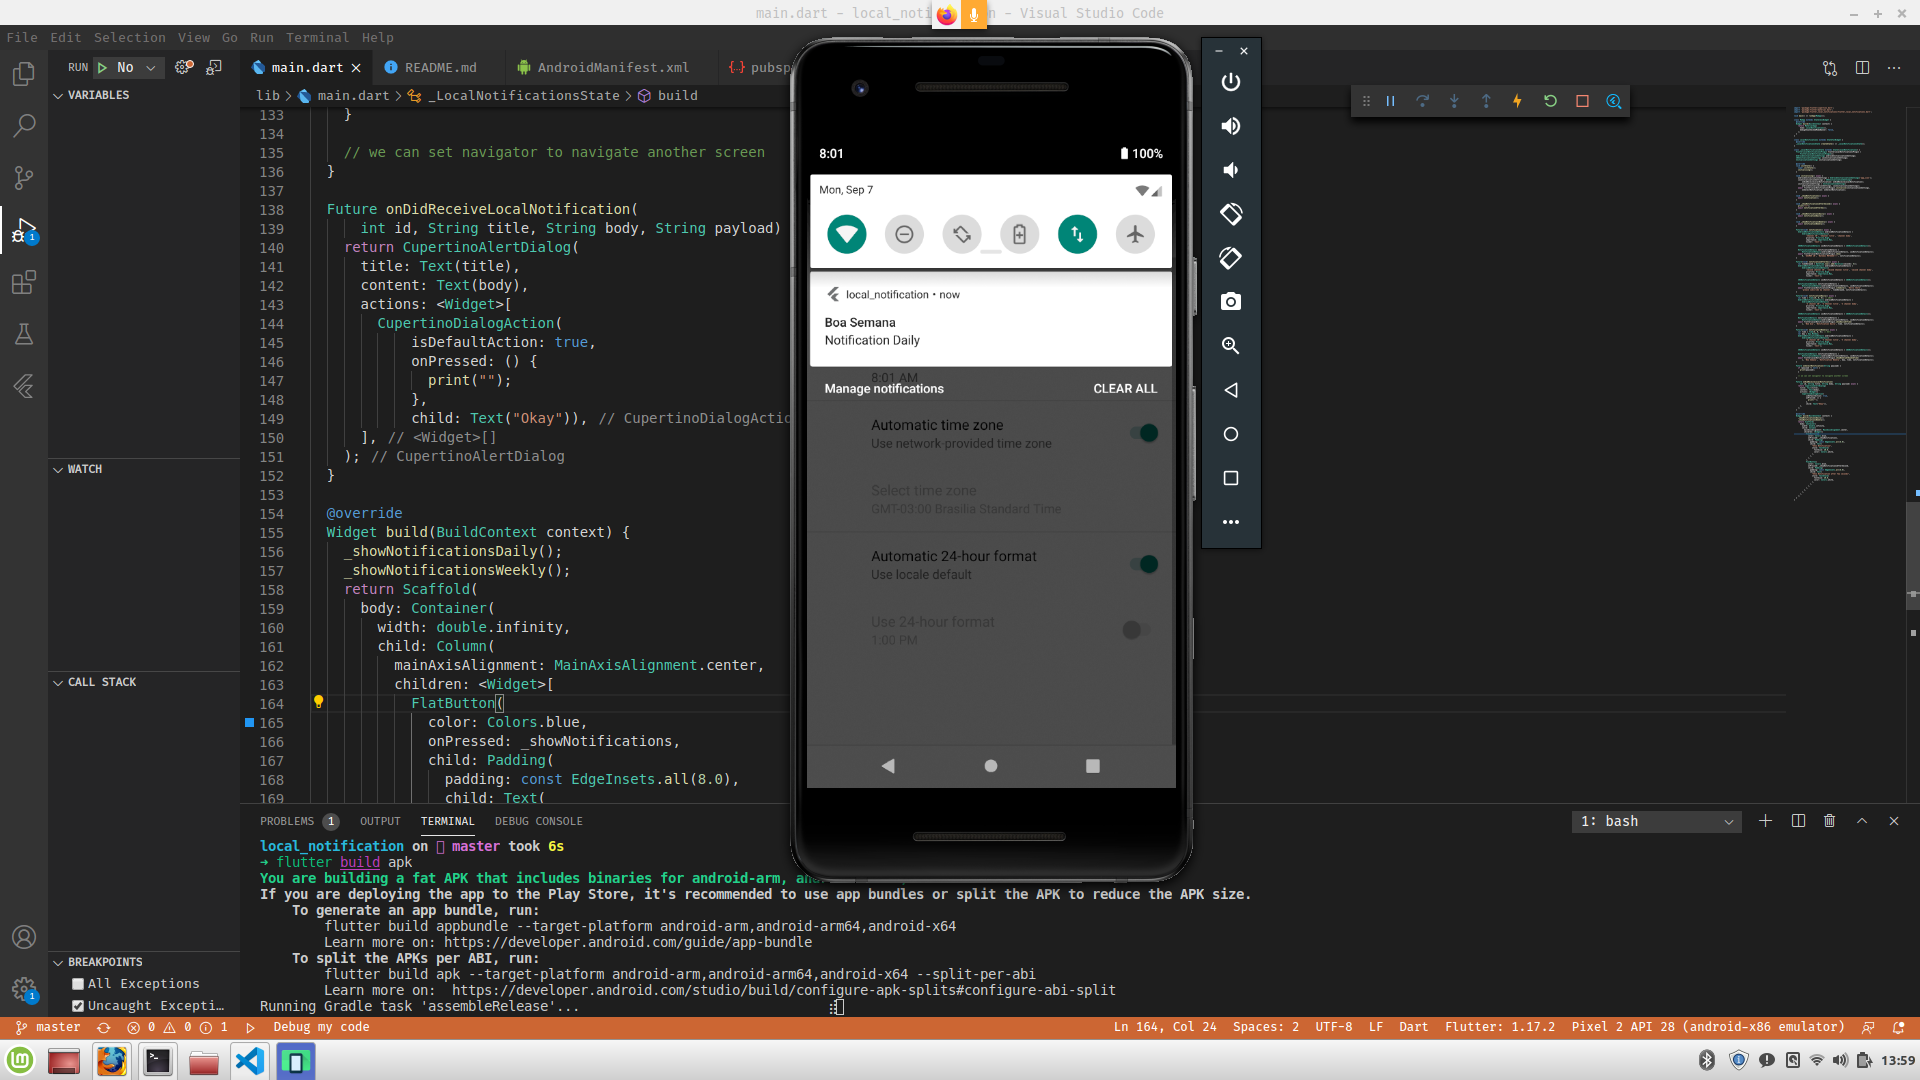 main.dart - local_noti n - Visual Studio Code
File Edit Selection View Go Run Terminal Help
RUN No
main.dart README.md AndroidManifest.xml pubsp
VARIABLES
lib > main.dart > _LocalNotificationsState > build
133 }
134
135 // we can set navigator to navigate another screen
136 }
137
138 Future onDidReceiveLocalNotification(
139 int id, String title, String body, String payload)
140 return CupertinoAlertDialog(
141 title: Text(title),
142 content: Text(body),
143 actions: <Widget>[
144 CupertinoDialogAction(
145 isDefaultAction: true,
146 onPressed: () {
147 print("");
148 },
149 child: Text("Okay")), // CupertinoDialogActio
150 ], // <Widget>[]
151 ); // CupertinoAlertDialog
152 }
153
154 @override
155 Widget build(BuildContext context) {
156 _showNotificationsDaily();
157 _showNotificationsWeekly();
158 return Scaffold(
159 body: Container(
160 width: double.infinity,
161 child: Column(
162 mainAxisAlignment: MainAxisAlignment.center,
163 children: <Widget>[
164 FlatButton(
165 color: Colors.blue,
166 onPressed: _showNotifications,
167 child: Padding(
168 padding: const EdgeInsets.all(8.0),
169 child: Text(
WATCH
CALL STACK
BREAKPOINTS
All Exceptions
Uncaught Excepti...
8:01 100%
Mon, Sep 7
local_notification • now
Boa Semana
Notification Daily
8:01 AM
Manage notifications CLEAR ALL
Automatic time zone
Use network-provided time zone
Select time zone
GMT-03:00 Brasilia Standard Time
Automatic 24-hour format
Use locale default
Use 24-hour format
1:00 PM
PROBLEMS 1 OUTPUT TERMINAL DEBUG CONSOLE 1: bash
local_notification on master took 6s
➜ flutter build apk
You are building a fat APK that includes binaries for android-arm, an
If you are deploying the app to the Play Store, it's recommended to use app bundles or split the APK to reduce the APK size.
To generate an app bundle, run:
flutter build appbundle --target-platform android-arm,android-arm64,android-x64
Learn more on: https://developer.android.com/guide/app-bundle
To split the APKs per ABI, run:
flutter build apk --target-platform android-arm,android-arm64,android-x64 --split-per-abi
Learn more on: https://developer.android.com/studio/build/configure-apk-splits#configure-abi-split
Running Gradle task 'assembleRelease'...
master 0 0 1 Debug my code Ln 164, Col 24 Spaces: 2 UTF-8 LF Dart Flutter: 1.17.2 Pixel 2 API 28 (android-x86 emulator)
13:59